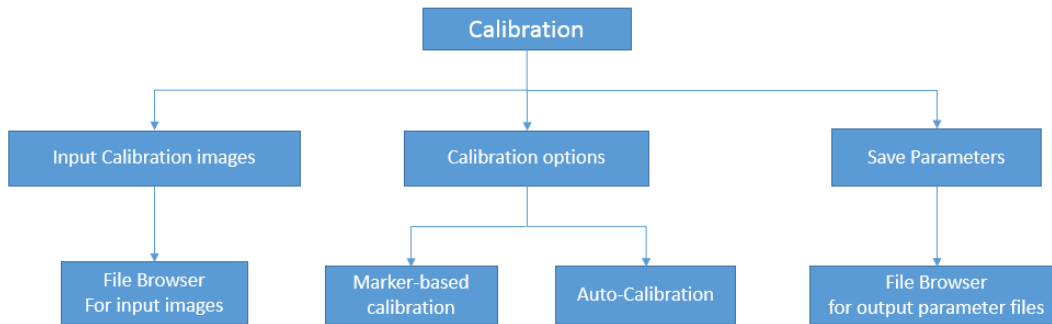 Calibration
Input Calibration images
Calibration options
Save Parameters
File Browser
For input images
Marker-based
calibration
Auto-Calibration
File Browser
for output parameter files